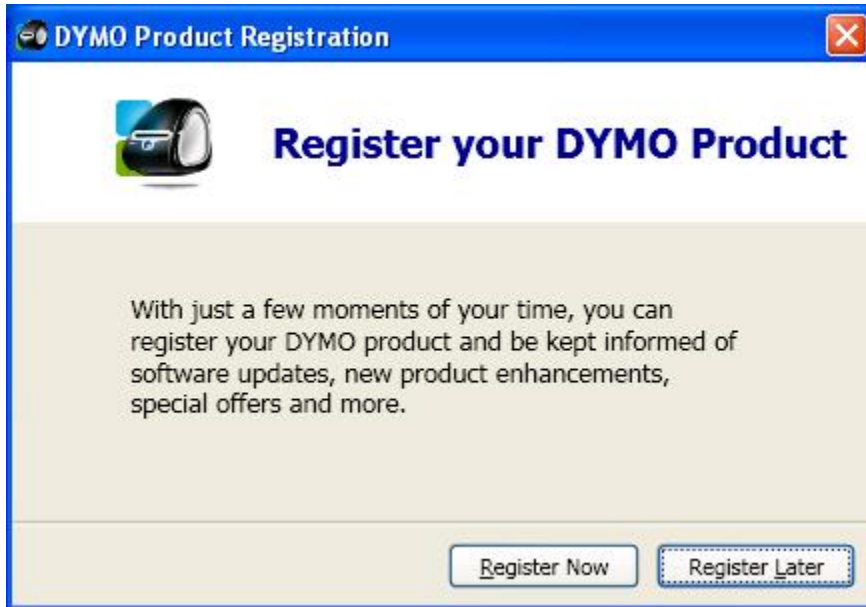 DYMO Product Registration
Register your DYMO Product
With just a few moments of your time, you can
register your DYMO product and be kept informed of
software updates, new product enhancements,
special offers and more.
Register Now
Register Later